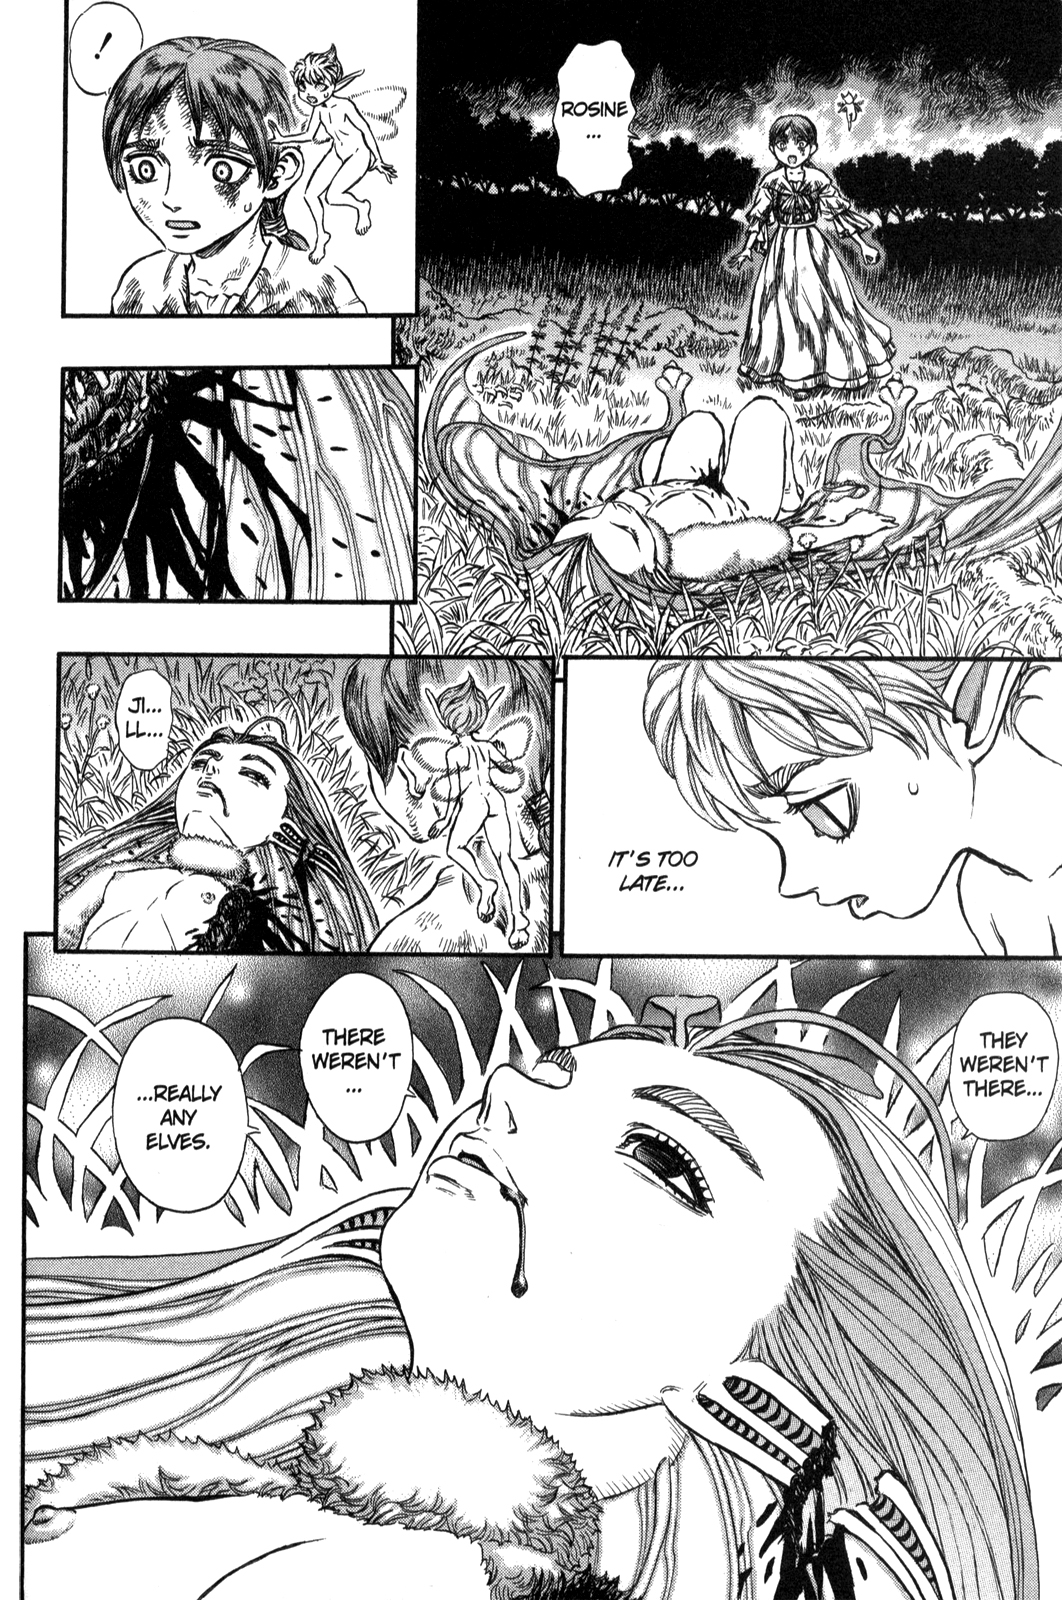 ROSINE
...
!
IT'S TOO
LATE...
JI...
LL...
THEY
WEREN'T
THERE...
THERE
WEREN'T
...
...REALLY
ANY
ELVES.